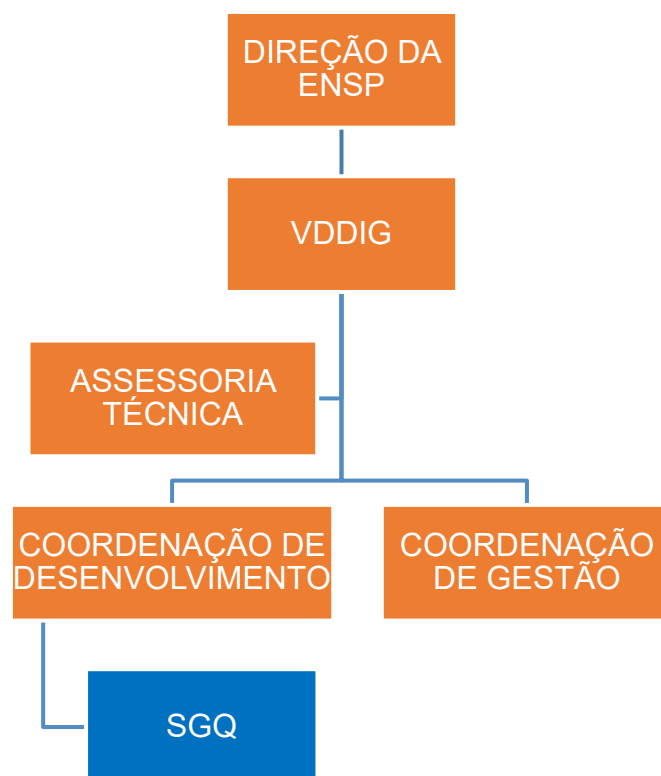 DIREÇÃO DA
ENSP
VDDIG
ASSESSORIA
TÉCNICA
COORDENAÇÃO DE
DESENVOLVIMENTO
COORDENAÇÃO
DE GESTÃO
SGQ